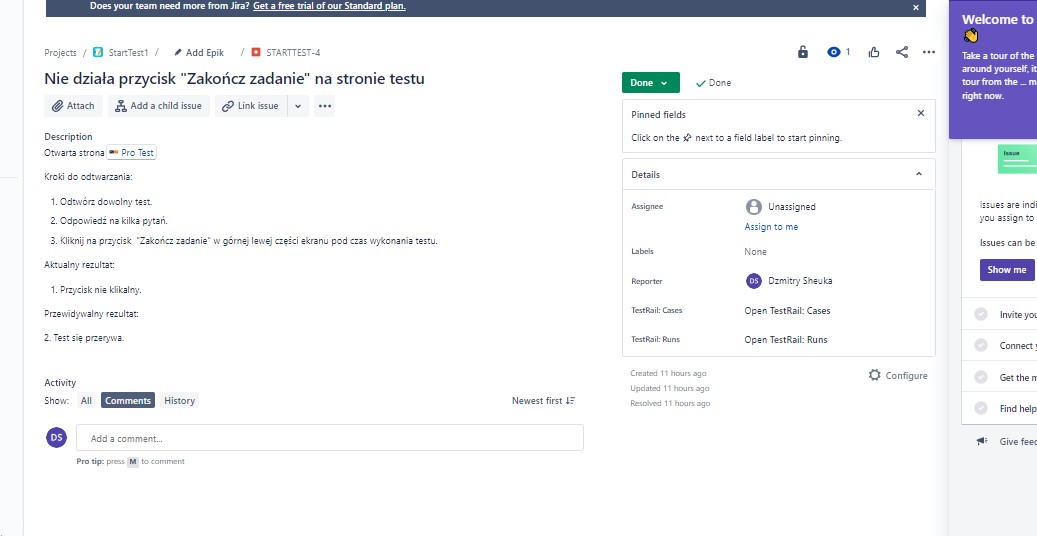 Does your team need more from Jira? Get a free trial of our Standard plan.
Projects / StartTest1 / Add Epik / STARTTEST-4
1
Nie działa przycisk "Zakończ zadanie" na stronie testu
Attach
Add a child issue
Link issue
Description
Otwarta strona Pro Test
Kroki do odtwarzania:
1. Odtwórz dowolny test.
2. Odpowiedź na kilka pytań.
3. Kliknij na przycisk "Zakończ zadanie" w górnej lewej części ekranu pod czas wykonania testu.
Aktualny rezultat:
1. Przycisk nie klikalny.
Przewidywalny rezultat:
2. Test się przerywa.
Activity
Show: All Comments History
Newest first
DS
Add a comment...
Pro tip: press M to comment
Done
Done
Pinned fields
Click on the next to a field label to start pinning.
Details
Assignee
Unassigned
Assign to me
Labels
None
Reporter
DS Dzmitry Sheuka
TestRail: Cases
Open TestRail: Cases
TestRail: Runs
Open TestRail: Runs
Created 11 hours ago
Updated 11 hours ago
Resolved 11 hours ago
Configure
Welcome to
Take a tour of the
around yourself, it
tour from the ... m
right now.
Issue
Issues are indi
you assign to
Issues can be
Show me
Invite you
Connect y
Get the m
Find help
Give feed